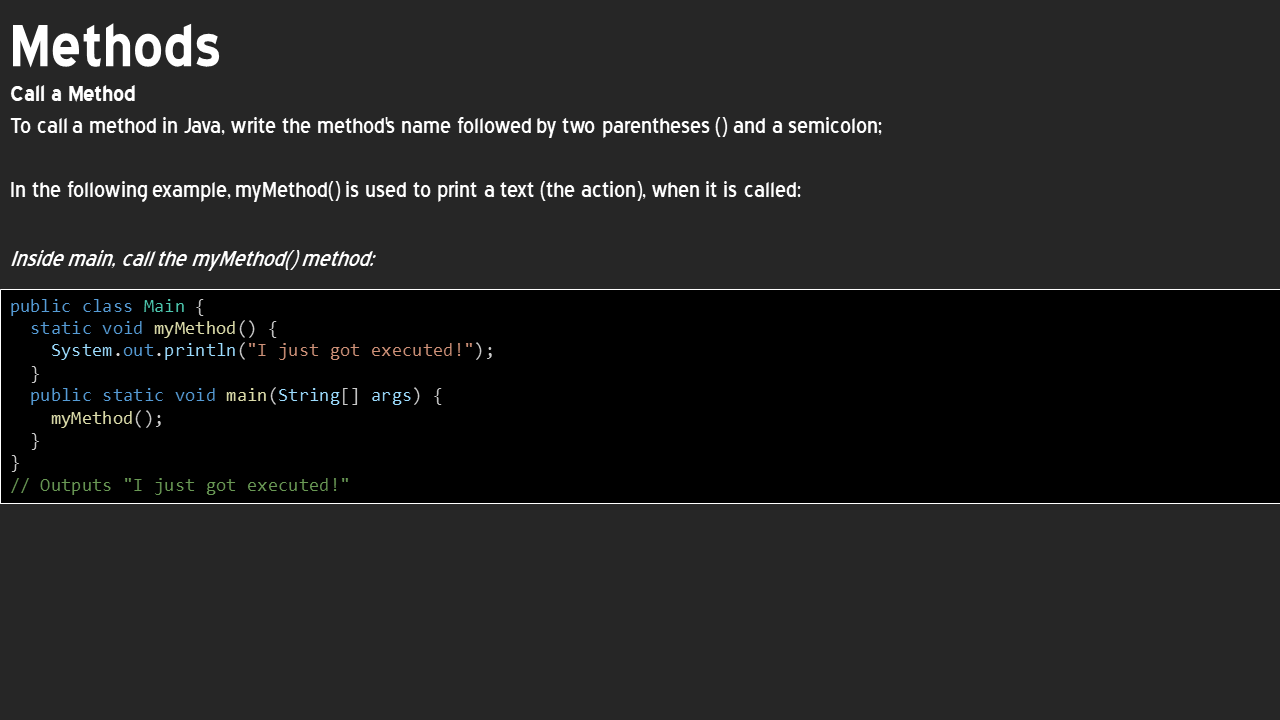 Methods
Call a Method
To call a method in Java, write the method's name followed by two parentheses () and a semicolon;
In the following example, myMethod() is used to print a text (the action), when it is called:
Inside main, call the myMethod() method:
public class Main {
  static void myMethod() {
    System.out.println("I just got executed!");
  }
  public static void main(String[] args) {
    myMethod();
  }
}
// Outputs "I just got executed!"